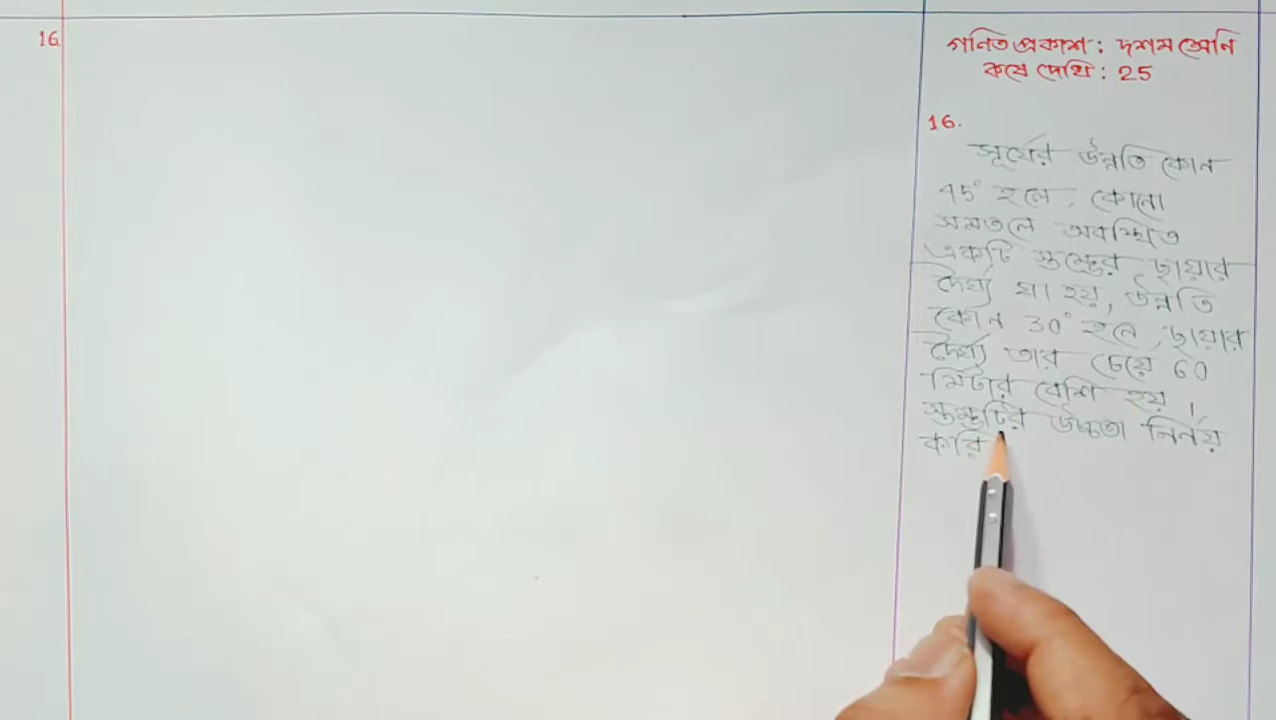 16.
গনিত প্রকাশ : দশম শ্রেনি
কষে দেখি : 25
16.
সূর্যের উন্নতি কোন
45° হলে, কোনো
সমতলে অবস্থিত
একটি স্তম্ভের ছায়ার
দৈর্ঘ্য যা হয়, উন্নতি
কোন 30° হলে, ছায়ার
দৈর্ঘ্য তার চেয়ে 60
মিটার বেশি হয় ।
স্তম্ভটির উচ্চতা নির্নয়
করি